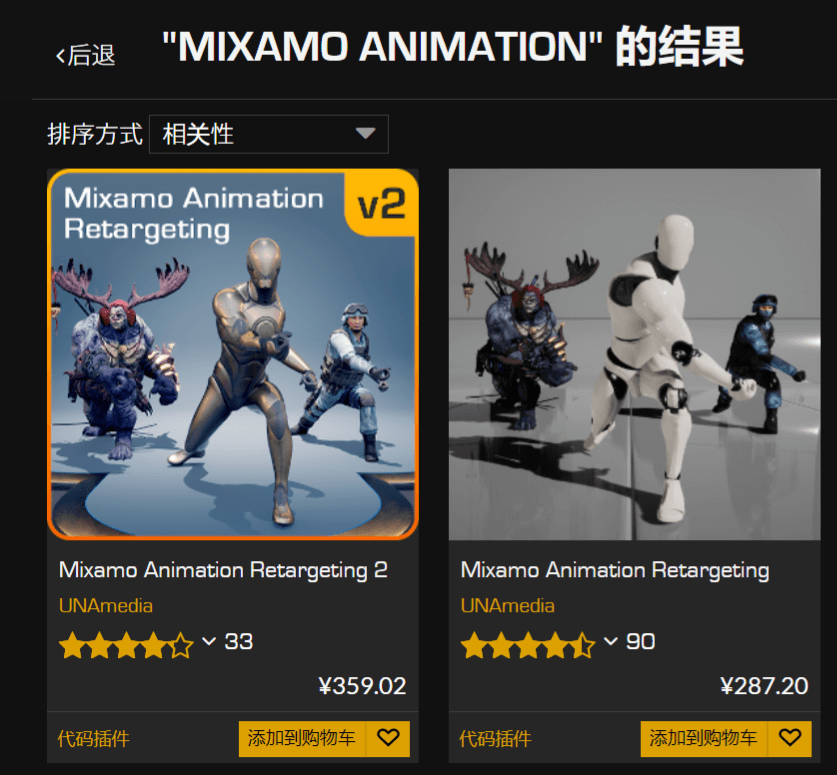 后退
"MIXAMO ANIMATION" 的结果
排序方式 相关性
Mixamo Animation
Retargeting
v2
Mixamo Animation Retargeting 2
UNAmedia
33
¥359.02
代码插件 添加到购物车
Mixamo Animation Retargeting
UNAmedia
90
¥287.20
代码插件 添加到购物车